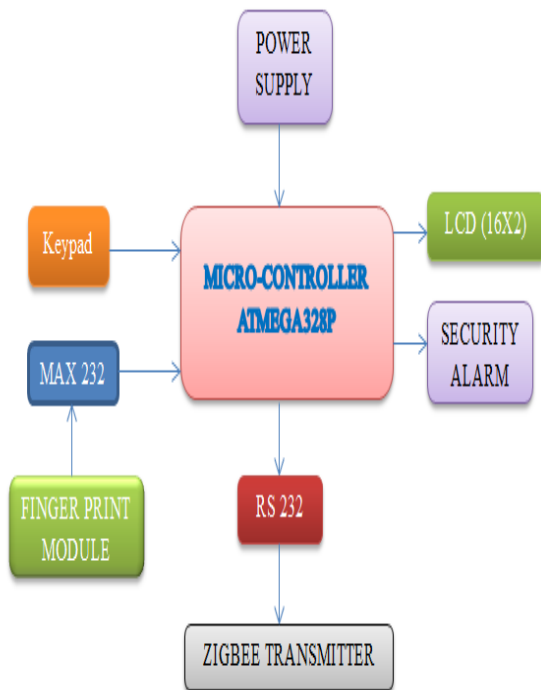 POWER
SUPPLY
Keypad
LCD (16X2)
MICRO-CONTROLLER
ATMEGA328P
MAX 232
SECURITY
ALARM
FINGER PRINT
MODULE
RS 232
ZIGBEE TRANSMITTER